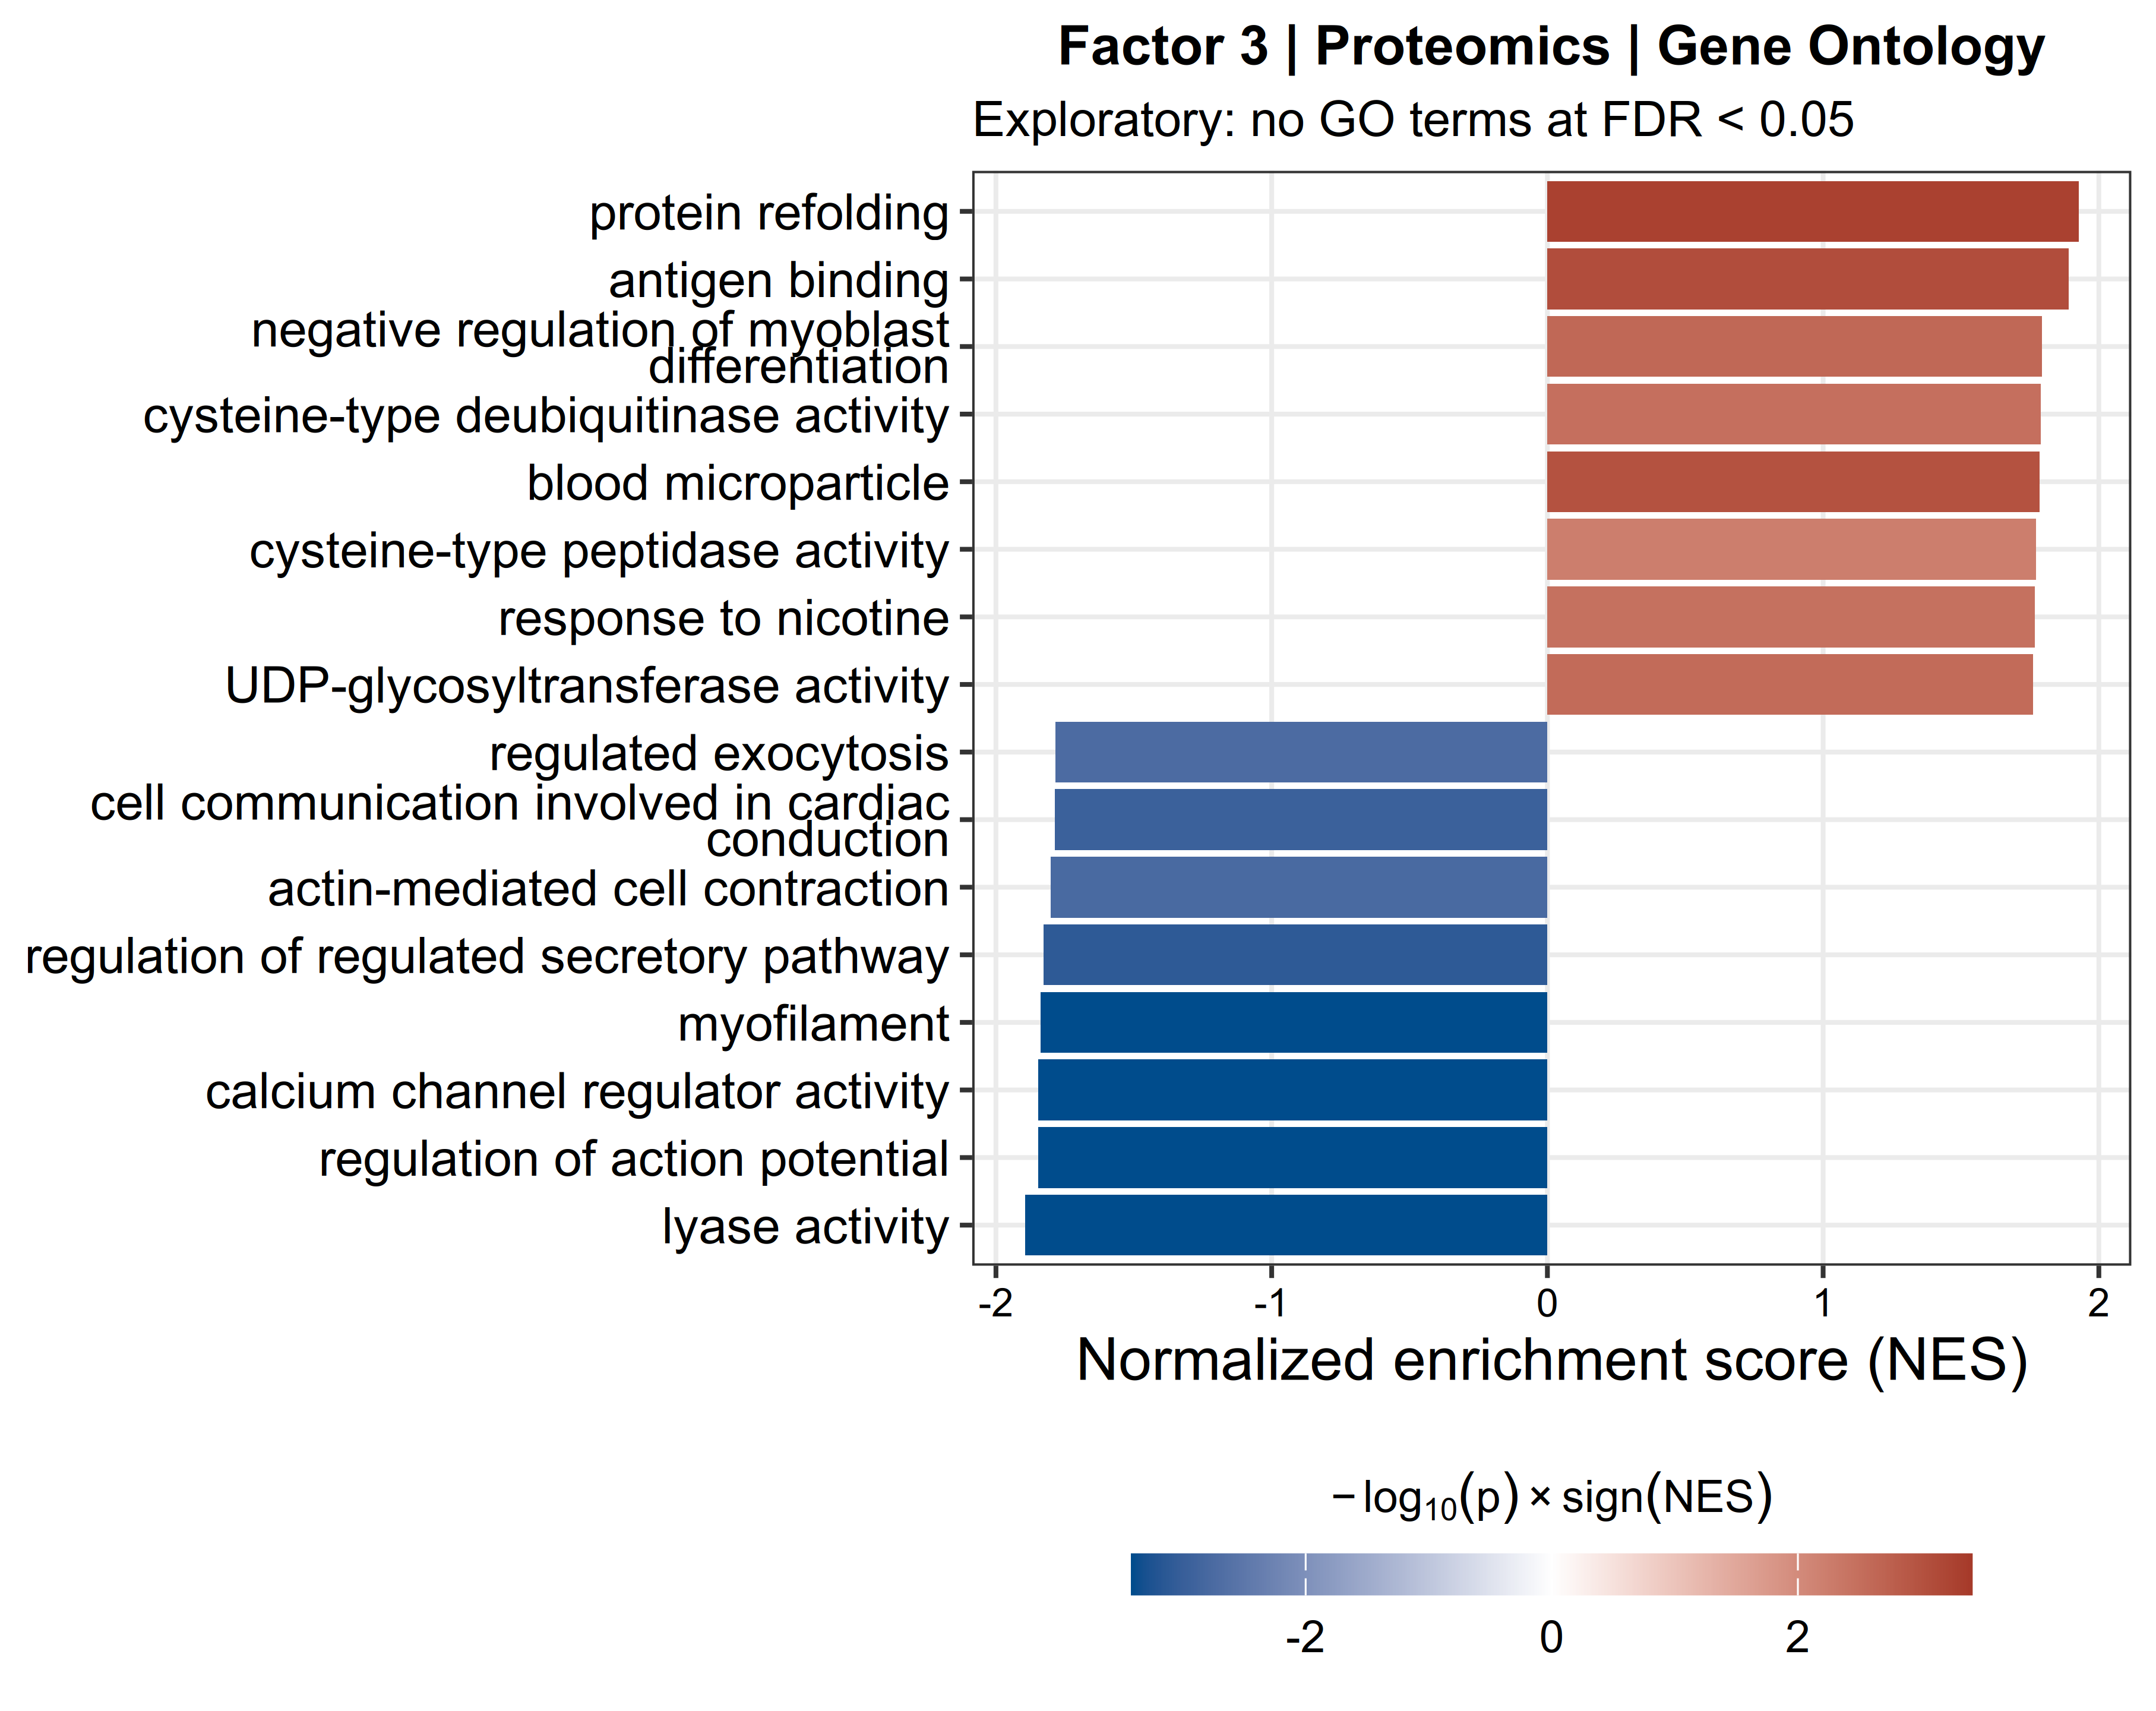 Factor 3 | Proteomics | Gene Ontology
Exploratory: no GO terms at FDR < 0.05
protein refolding
antigen binding
negative regulation of myoblast
differentiation
cysteine-type deubiquitinase activity
blood microparticle
cysteine-type peptidase activity
response to nicotine
UDP-glycosyltransferase activity
regulated exocytosis
cell communication involved in cardiac
conduction
actin-mediated cell contraction
regulation of regulated secretory pathway
myofilament
calcium channel regulator activity
regulation of action potential
lyase activity
-2 -1 0 1 2
Normalized enrichment score (NES)
−log₁₀(p) × sign(NES)
-2 0 2